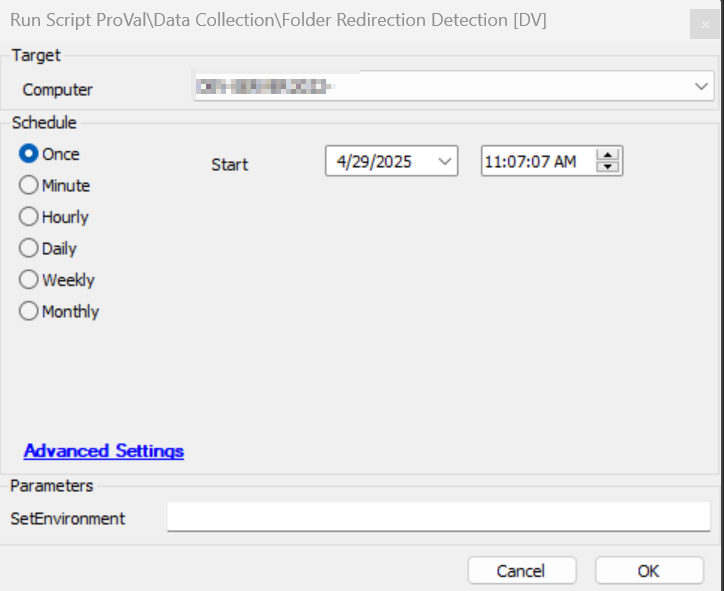 Run Script ProVal\Data Collection\Folder Redirection Detection [DV]
Target
Computer
Schedule
Once
Start
4/29/2025
11:07:07 AM
Minute
Hourly
Daily
Weekly
Monthly
Advanced Settings
Parameters
SetEnvironment
Cancel
OK